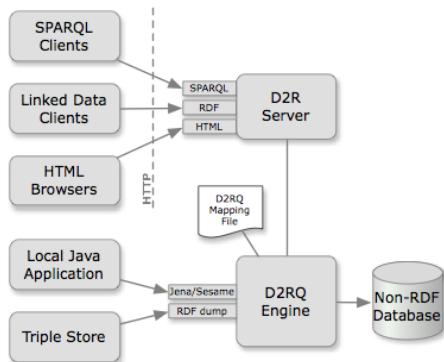 SPARQL
Clients
Linked Data
Clients
HTML
Browsers
HTTP
SPARQL
RDF
HTML
D2R
Server
D2RQ
Mapping
File
Local Java
Application
Triple Store
Jena/Sesame
RDF dump
D2RQ
Engine
Non-RDF
Database